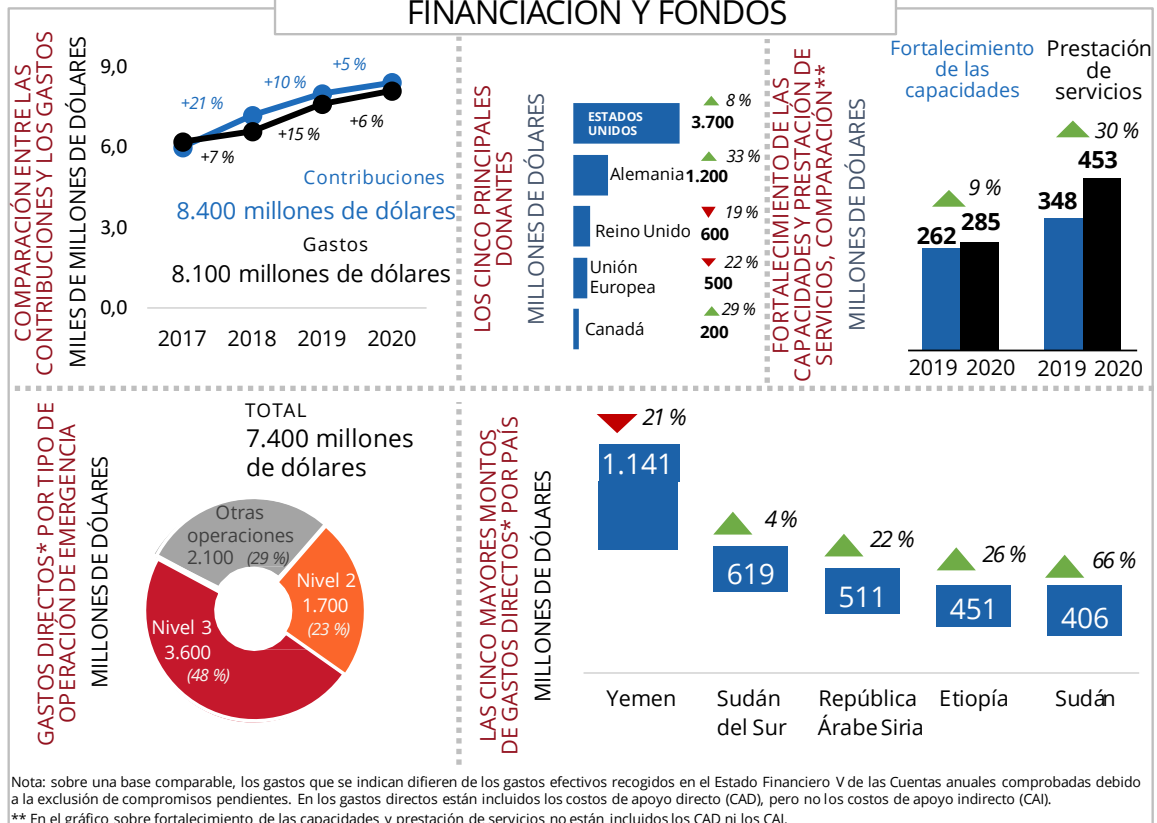 FINANCIACIÓN Y FONDOS
COMPARACIÓN ENTRE LAS
CONTRIBUCIONES Y LOS GASTOS
MILES DE MILLONES DE DÓLARES
9,0
6,0
3,0
0,0
+21 %
+10 %
+5 %
+7 %
+15 %
+6 %
Contribuciones
8.400 millones de dólares
Gastos
8.100 millones de dólares
2017 2018 2019 2020
LOS CINCO PRINCIPALES
DONANTES
MILLONES DE DÓLARES
ESTADOS
UNIDOS
8 %
3.700
Alemania
33 %
1.200
Reino Unido
19 %
600
Unión
Europea
22 %
500
Canadá
29 %
200
FORTALECIMIENTO DE LAS
CAPACIDADES Y PRESTACIÓN DE
SERVICIOS, COMPARACIÓN**
MILLONES DE DÓLARES
Fortalecimiento
de las
capacidades
Prestación
de
servicios
9 %
262 285
30 %
348 453
2019 2020 2019 2020
GASTOS DIRECTOS* POR TIPO DE
OPERACIÓN DE EMERGENCIA
MILLONES DE DÓLARES
TOTAL
7.400 millones
de dólares
Otras
operaciones
2.100 (29 %)
Nivel 2
1.700
(23 %)
Nivel 3
3.600
(48 %)
LAS CINCO MAYORES MONTOS
DE GASTOS DIRECTOS* POR PAÍS
MILLONES DE DÓLARES
21 %
1.141
4 %
619
22 %
511
26 %
451
66 %
406
Yemen
Sudán
del Sur
República
Árabe Siria
Etiopía
Sudán
Nota: sobre una base comparable, los gastos que se indican difieren de los gastos efectivos recogidos en el Estado Financiero V de las Cuentas anuales comprobadas debido
a la exclusión de compromisos pendientes. En los gastos directos están incluidos los costos de apoyo directo (CAD), pero no los costos de apoyo indirecto (CAI).
** En el gráfico sobre fortalecimiento de las capacidades y prestación de servicios no están incluidos los CAD ni los CAI.